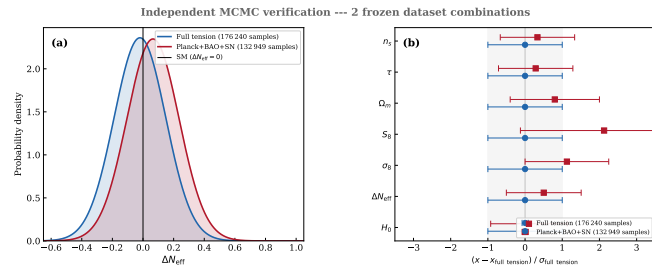 Independent MCMC verification --- 2 frozen dataset combinations
(a)
Full tension (176 240 samples)
Planck+BAO+SN (132 949 samples)
SM (ΔN_eff = 0)
Probability density
2.0
1.5
1.0
0.5
0.0
−0.6 −0.4 −0.2 0.0 0.2 0.4 0.6 0.8 1.0
ΔN_eff
(b)
n_s
τ
Ω_m
S_8
σ_8
ΔN_eff
H_0
Full tension (176 240 samples)
Planck+BAO+SN (132 949 samples)
−3 −2 −1 0 1 2 3
(x − x_full tension) / σ_full tension